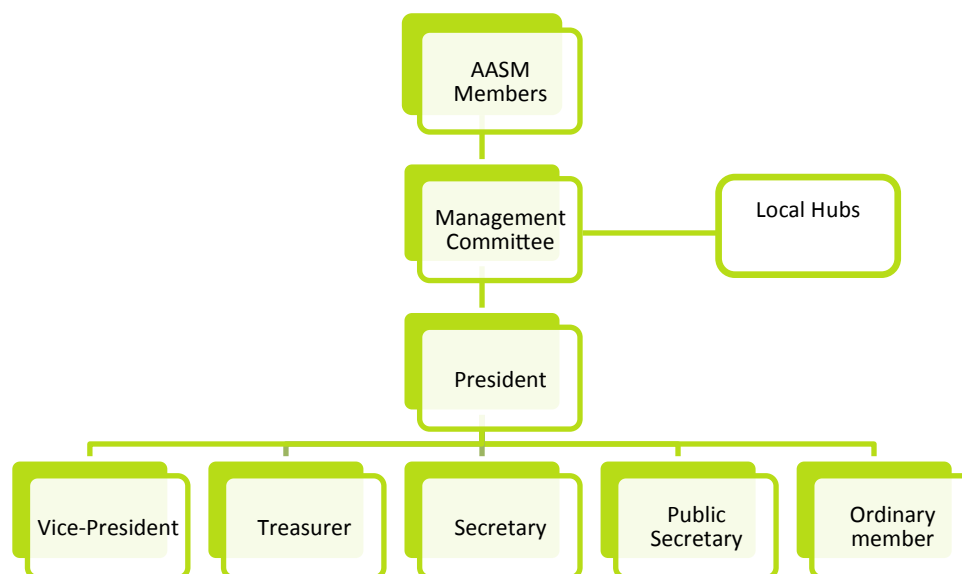 AASM
Members
Management
Committee
Local Hubs
President
Vice-President
Treasurer
Secretary
Public
Secretary
Ordinary
member